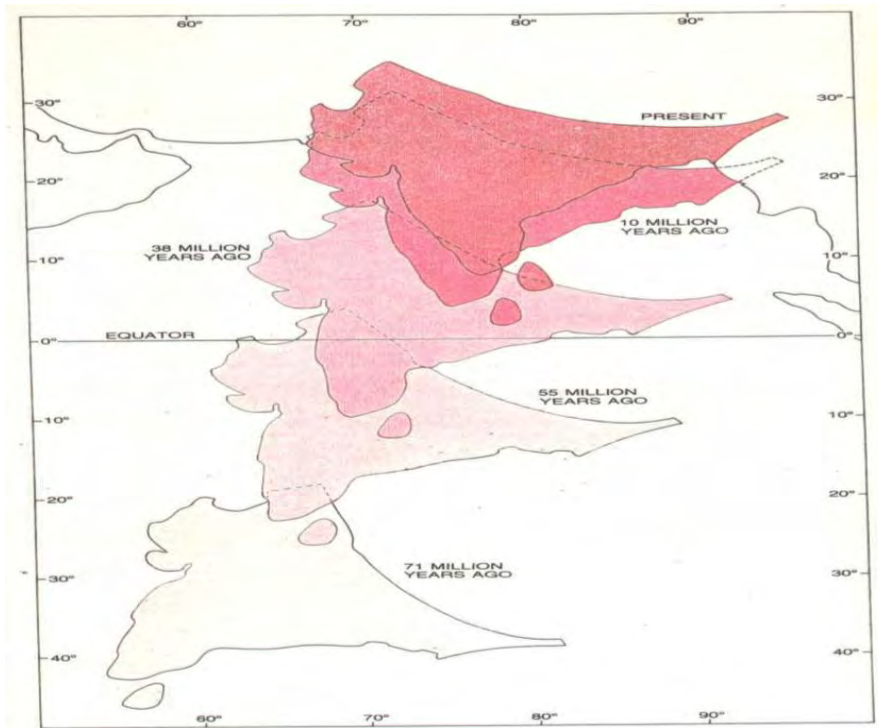 60°
70°
80°
90°
30°
30°
PRESENT
20°
20°
10 MILLION
YEARS AGO
38 MILLION
YEARS AGO
10°
10°
EQUATOR
0°
0°
55 MILLION
YEARS AGO
10°
10°
20°
20°
71 MILLION
YEARS AGO
30°
30°
40°
40°
60°
70°
80°
90°